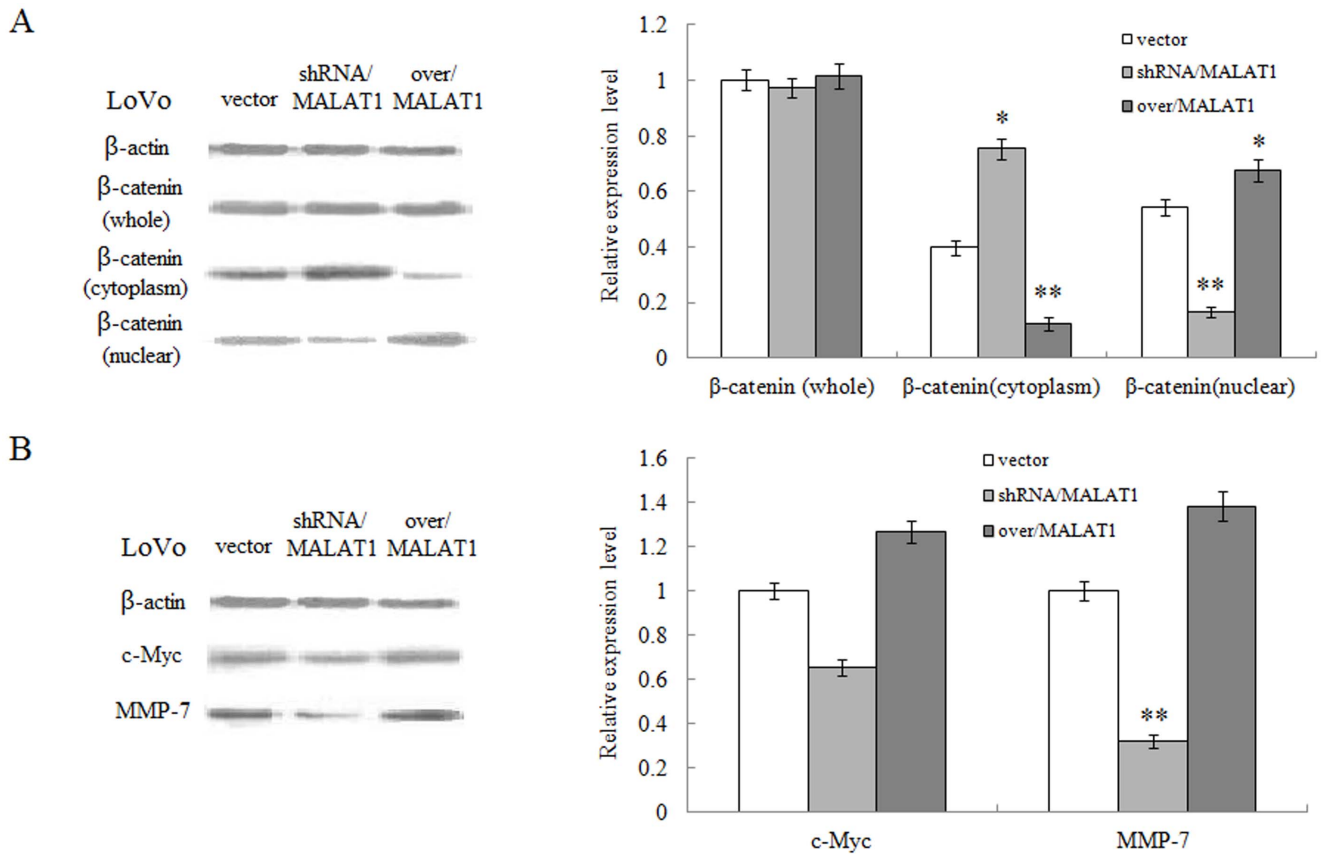 A
LoVo
vector
shRNA/
MALAT1
over/
MALAT1
β-actin
β-catenin
(whole)
β-catenin
(cytoplasm)
β-catenin
(nuclear)
Relative expression level
1.2
1
0.8
0.6
0.4
0.2
0
vector
shRNA/MALAT1
over/MALAT1
*
**
**
*
β-catenin (whole)
β-catenin(cytoplasm)
β-catenin(nuclear)
B
LoVo
vector
shRNA/
MALAT1
over/
MALAT1
β-actin
c-Myc
MMP-7
Relative expression level
1.6
1.4
1.2
1
0.8
0.6
0.4
0.2
0
vector
shRNA/MALAT1
over/MALAT1
**
c-Myc
MMP-7